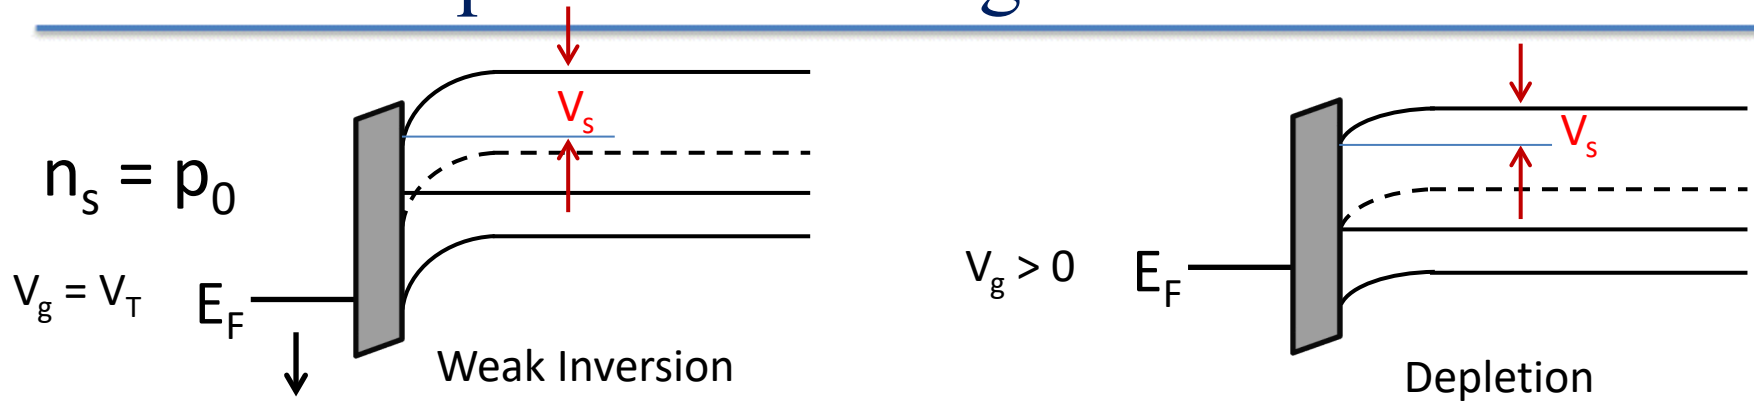 V_s
n_s = p_0
V_g = V_T
E_F
Weak Inversion
V_s
V_g > 0
E_F
Depletion